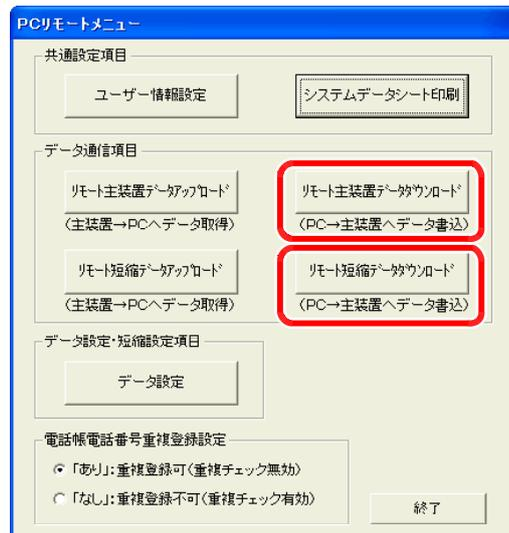 PCリモートメニュー
共通設定項目
ユーザー情報設定
システムデータシート印刷
データ通信項目
リモート主装置データアップロード
リモート主装置データダウンロード
(主装置→PCへデータ取得)
(PC→主装置へデータ書込)
リモート短縮データアップロード
リモート短縮データダウンロード
(主装置→PCへデータ取得)
(PC→主装置へデータ書込)
データ設定・短縮設定項目
データ設定
電話帳電話番号重複登録設定
「あり」:重複登録可(重複チェック無効)
「なし」:重複登録不可(重複チェック有効)
終了